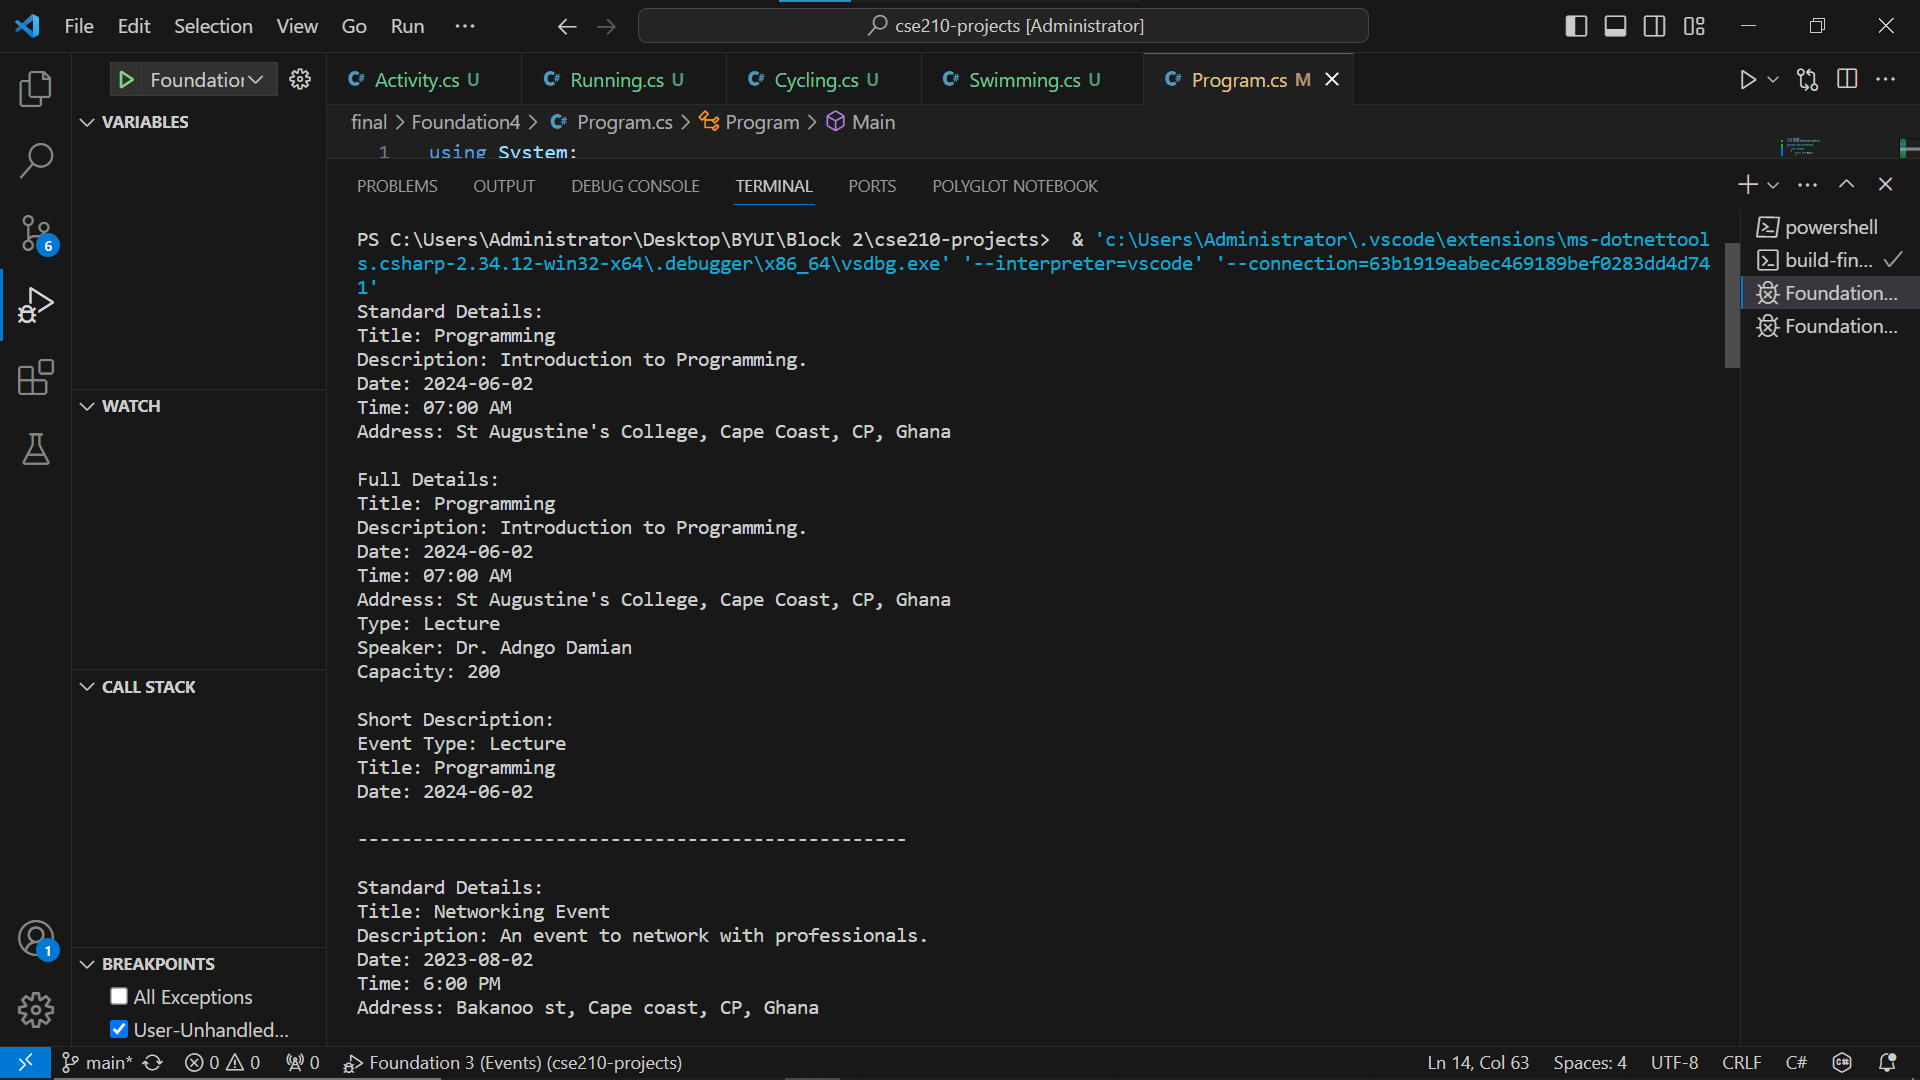 File Edit Selection View Go Run ··· cse210-projects [Administrator]
Foundation
Activity.cs U Running.cs U Cycling.cs U Swimming.cs U Program.cs M
VARIABLES
final > Foundation4 > Program.cs > Program > Main
1 using System;
PROBLEMS OUTPUT DEBUG CONSOLE TERMINAL PORTS POLYGLOT NOTEBOOK
PS C:\Users\Administrator\Desktop\BYUI\Block 2\cse210-projects>  & 'c:\Users\Administrator\.vscode\extensions\ms-dotnettool
s.csharp-2.34.12-win32-x64\.debugger\x86_64\vsdbg.exe' '--interpreter=vscode' '--connection=63b1919eabec469189bef0283dd4d74
1'
Standard Details:
Title: Programming
Description: Introduction to Programming.
Date: 2024-06-02
Time: 07:00 AM
Address: St Augustine's College, Cape Coast, CP, Ghana
Full Details:
Title: Programming
Description: Introduction to Programming.
Date: 2024-06-02
Time: 07:00 AM
Address: St Augustine's College, Cape Coast, CP, Ghana
Type: Lecture
Speaker: Dr. Adngo Damian
Capacity: 200
Short Description:
Event Type: Lecture
Title: Programming
Date: 2024-06-02
--------------------------------------------------
Standard Details:
Title: Networking Event
Description: An event to network with professionals.
Date: 2023-08-02
Time: 6:00 PM
Address: Bakanoo st, Cape coast, CP, Ghana
powershell
build-fin...
Foundation...
Foundation...
6
WATCH
CALL STACK
1
BREAKPOINTS
All Exceptions
User-Unhandled...
main* 0 0 0 Foundation 3 (Events) (cse210-projects) Ln 14, Col 63 Spaces: 4 UTF-8 CRLF C#